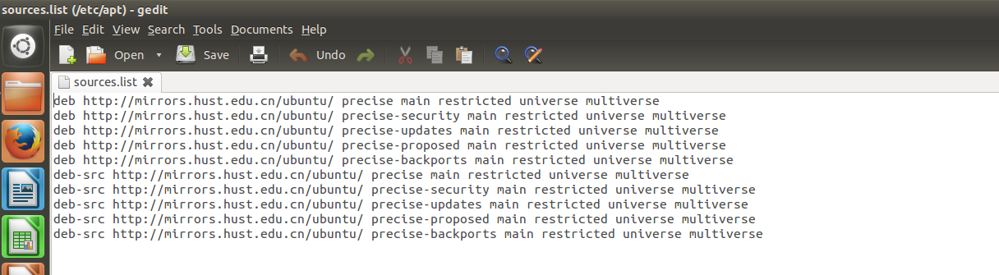 sources.list (/etc/apt) - gedit
File Edit View Search Tools Documents Help
Open Save Undo
sources.list
deb http://mirrors.hust.edu.cn/ubuntu/ precise main restricted universe multiverse
deb http://mirrors.hust.edu.cn/ubuntu/ precise-security main restricted universe multiverse
deb http://mirrors.hust.edu.cn/ubuntu/ precise-updates main restricted universe multiverse
deb http://mirrors.hust.edu.cn/ubuntu/ precise-proposed main restricted universe multiverse
deb http://mirrors.hust.edu.cn/ubuntu/ precise-backports main restricted universe multiverse
deb-src http://mirrors.hust.edu.cn/ubuntu/ precise main restricted universe multiverse
deb-src http://mirrors.hust.edu.cn/ubuntu/ precise-security main restricted universe multiverse
deb-src http://mirrors.hust.edu.cn/ubuntu/ precise-updates main restricted universe multiverse
deb-src http://mirrors.hust.edu.cn/ubuntu/ precise-proposed main restricted universe multiverse
deb-src http://mirrors.hust.edu.cn/ubuntu/ precise-backports main restricted universe multiverse